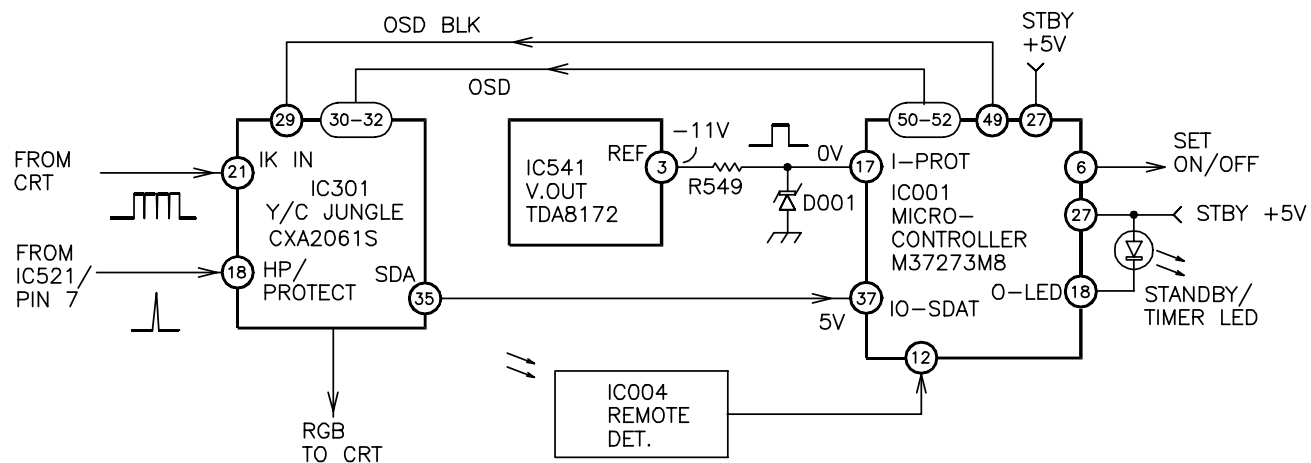 OSD BLK
STBY
+5V
OSD
29
30-32
50-52
49
27
FROM
CRT
21
IK IN
IC301
Y/C JUNGLE
CXA2061S
IC541
V.OUT
TDA8172
REF
3
-11V
R549
D001
0V
17
I-PROT
IC001
MICRO-
CONTROLLER
M37273M8
6
SET
ON/OFF
27
STBY +5V
FROM
IC521/
PIN 7
18
HP/
PROTECT
SDA
35
5V
37
IO-SDAT
O-LED
18
STANDBY/
TIMER LED
12
IC004
REMOTE
DET.
RGB
TO CRT